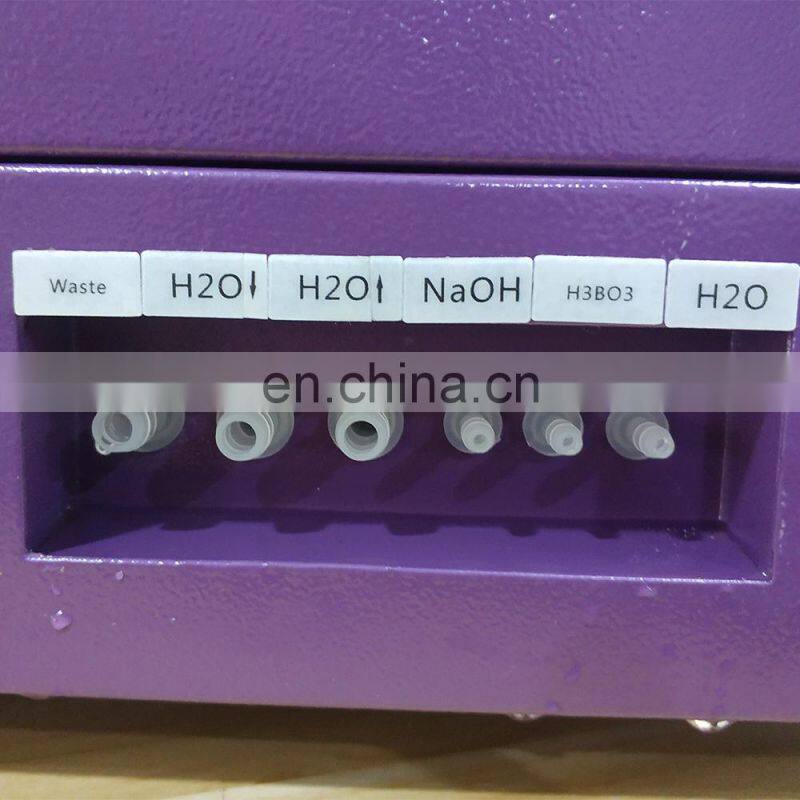 Waste H2O↓ H2O↑ NaOH H3BO3 H2O
en.china.cn